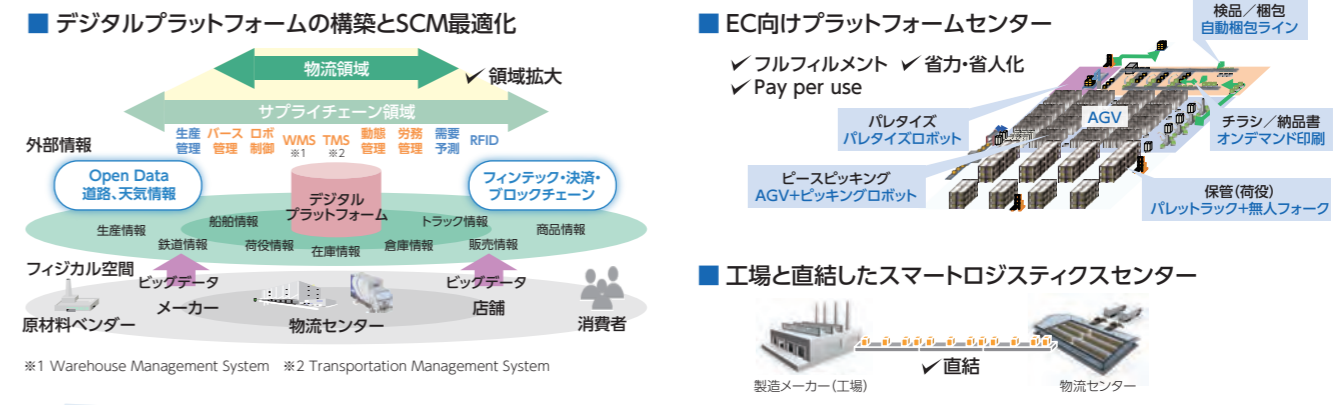 ■ デジタルプラットフォームの構築とSCM最適化
物流領域
✓ 領域拡大
サプライチェーン領域
外部情報
生産管理 バース管理 ロボ制御 WMS※1 TMS※2 動態管理 労務管理 需要予測 RFID
Open Data
道路、天気情報
デジタル
プラットフォーム
フィンテック・決済・
ブロックチェーン
生産情報
船舶情報
トラック情報
商品情報
鉄道情報
荷役情報
在庫情報
倉庫情報
販売情報
フィジカル空間
ビッグデータ
ビッグデータ
メーカー
店舗
原材料ベンダー
物流センター
消費者
※1 Warehouse Management System ※2 Transportation Management System
■ EC向けプラットフォームセンター
✓ フルフィルメント ✓ 省力・省人化
✓ Pay per use
検品／梱包
自動梱包ライン
パレタイズ
パレタイズロボット
AGV
チラシ／納品書
オンデマンド印刷
ピースピッキング
AGV+ピッキングロボット
保管(荷役)
パレットラック+無人フォーク
■ 工場と直結したスマートロジスティクスセンター
✓直結
製造メーカー(工場)
物流センター